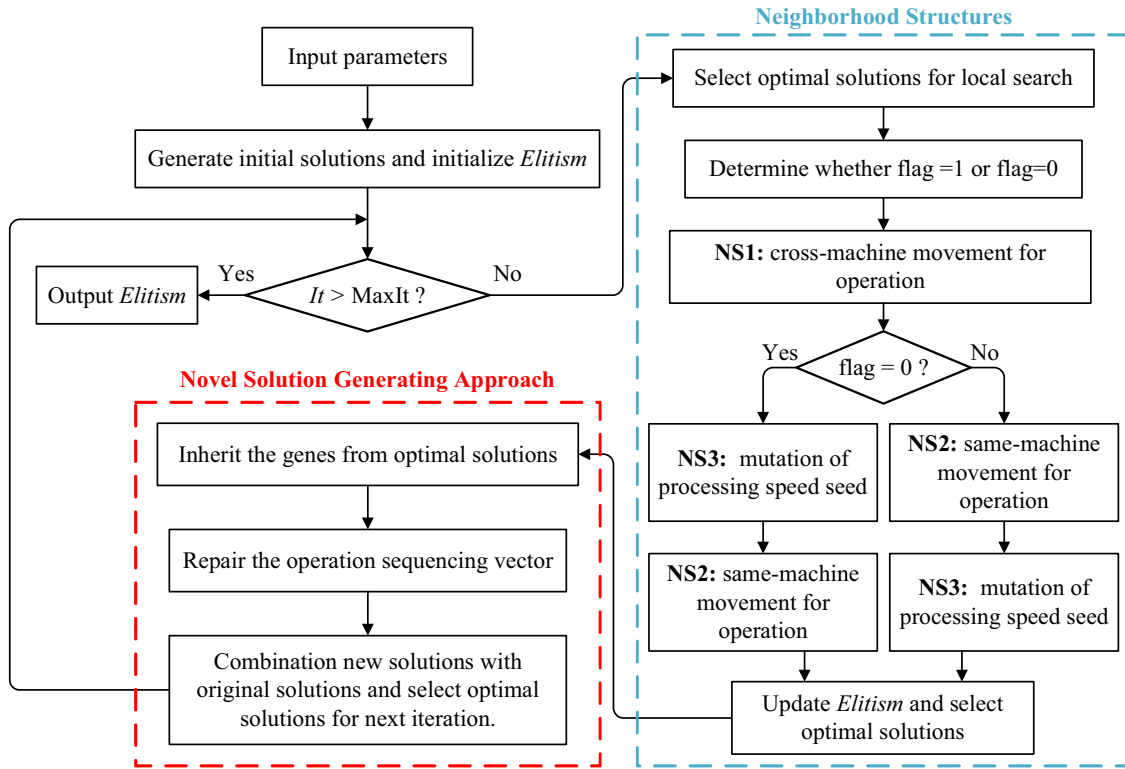 Neighborhood Structures
Input parameters
Select optimal solutions for local search
Generate initial solutions and initialize Elitism
Determine whether flag =1 or flag=0
NS1: cross-machine movement for
operation
Yes
No
Output Elitism
It > MaxIt ?
Yes
No
flag = 0 ?
NS3: mutation of
processing speed seed
NS2: same-machine
movement for
operation
NS2: same-machine
movement for
operation
NS3: mutation of
processing speed seed
Update Elitism and select
optimal solutions
Novel Solution Generating Approach
Inherit the genes from optimal solutions
Repair the operation sequencing vector
Combination new solutions with
original solutions and select optimal
solutions for next iteration.